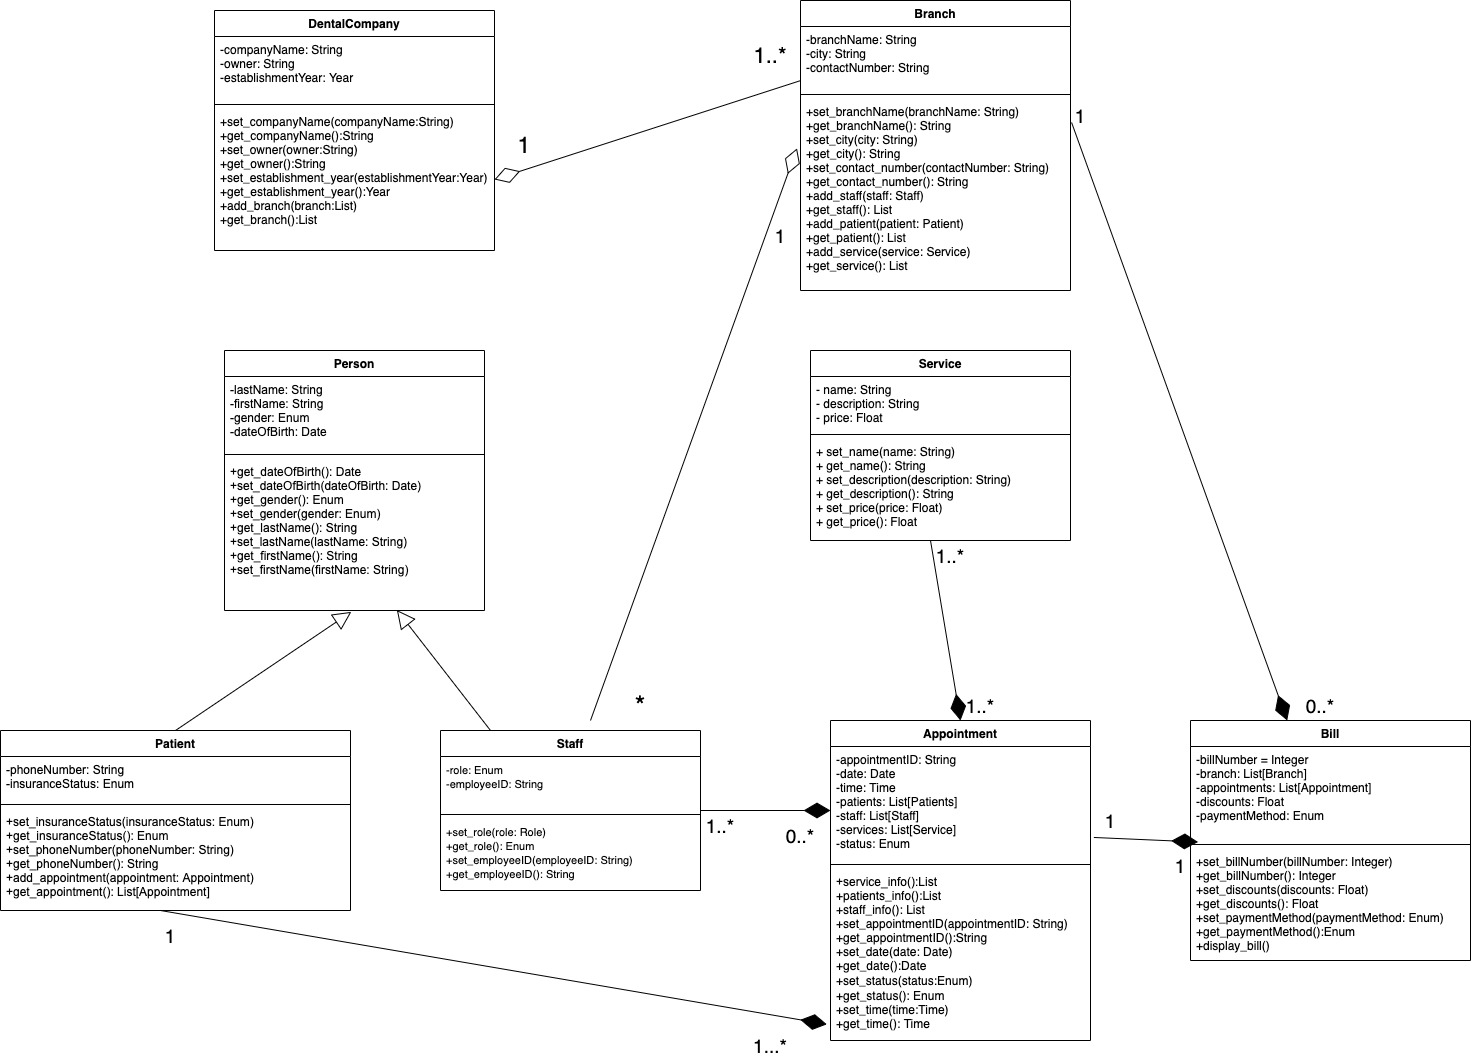 DentalCompany
-companyName: String
-owner: String
-establishmentYear: Year
+set_companyName(companyName:String)
+get_companyName():String
+set_owner(owner:String)
+get_owner():String
+set_establishment_year(establishmentYear:Year)
+get_establishment_year():Year
+add_branch(branch:List)
+get_branch():List
1
1..*
Branch
-branchName: String
-city: String
-contactNumber: String
+set_branchName(branchName: String)
+get_branchName(): String
+set_city(city: String)
+get_city(): String
+set_contact_number(contactNumber: String)
+get_contact_number(): String
+add_staff(staff: Staff)
+get_staff(): List
+add_patient(patient: Patient)
+get_patient(): List
+add_service(service: Service)
+get_service(): List
1
1
Person
-lastName: String
-firstName: String
-gender: Enum
-dateOfBirth: Date
+get_dateOfBirth(): Date
+set_dateOfBirth(dateOfBirth: Date)
+get_gender(): Enum
+set_gender(gender: Enum)
+get_lastName(): String
+set_lastName(lastName: String)
+get_firstName(): String
+set_firstName(firstName: String)
Service
- name: String
- description: String
- price: Float
+ set_name(name: String)
+ get_name(): String
+ set_description(description: String)
+ get_description(): String
+ set_price(price: Float)
+ get_price(): Float
1..*
*
1..*
0..*
Patient
-phoneNumber: String
-insuranceStatus: Enum
+set_insuranceStatus(insuranceStatus: Enum)
+get_insuranceStatus(): Enum
+set_phoneNumber(phoneNumber: String)
+get_phoneNumber(): String
+add_appointment(appointment: Appointment)
+get_appointment(): List[Appointment]
1
Staff
-role: Enum
-employeeID: String
+set_role(role: Role)
+get_role(): Enum
+set_employeeID(employeeID: String)
+get_employeeID(): String
1..*
0..*
Appointment
-appointmentID: String
-date: Date
-time: Time
-patients: List[Patients]
-staff: List[Staff]
-services: List[Service]
-status: Enum
+service_info():List
+patients_info():List
+staff_info(): List
+set_appointmentID(appointmentID: String)
+get_appointmentID():String
+set_date(date: Date)
+get_date():Date
+set_status(status:Enum)
+get_status(): Enum
+set_time(time:Time)
+get_time(): Time
1...*
1
1
Bill
-billNumber = Integer
-branch: List[Branch]
-appointments: List[Appointment]
-discounts: Float
-paymentMethod: Enum
+set_billNumber(billNumber: Integer)
+get_billNumber(): Integer
+set_discounts(discounts: Float)
+get_discounts(): Float
+set_paymentMethod(paymentMethod: Enum)
+get_paymentMethod():Enum
+display_bill()